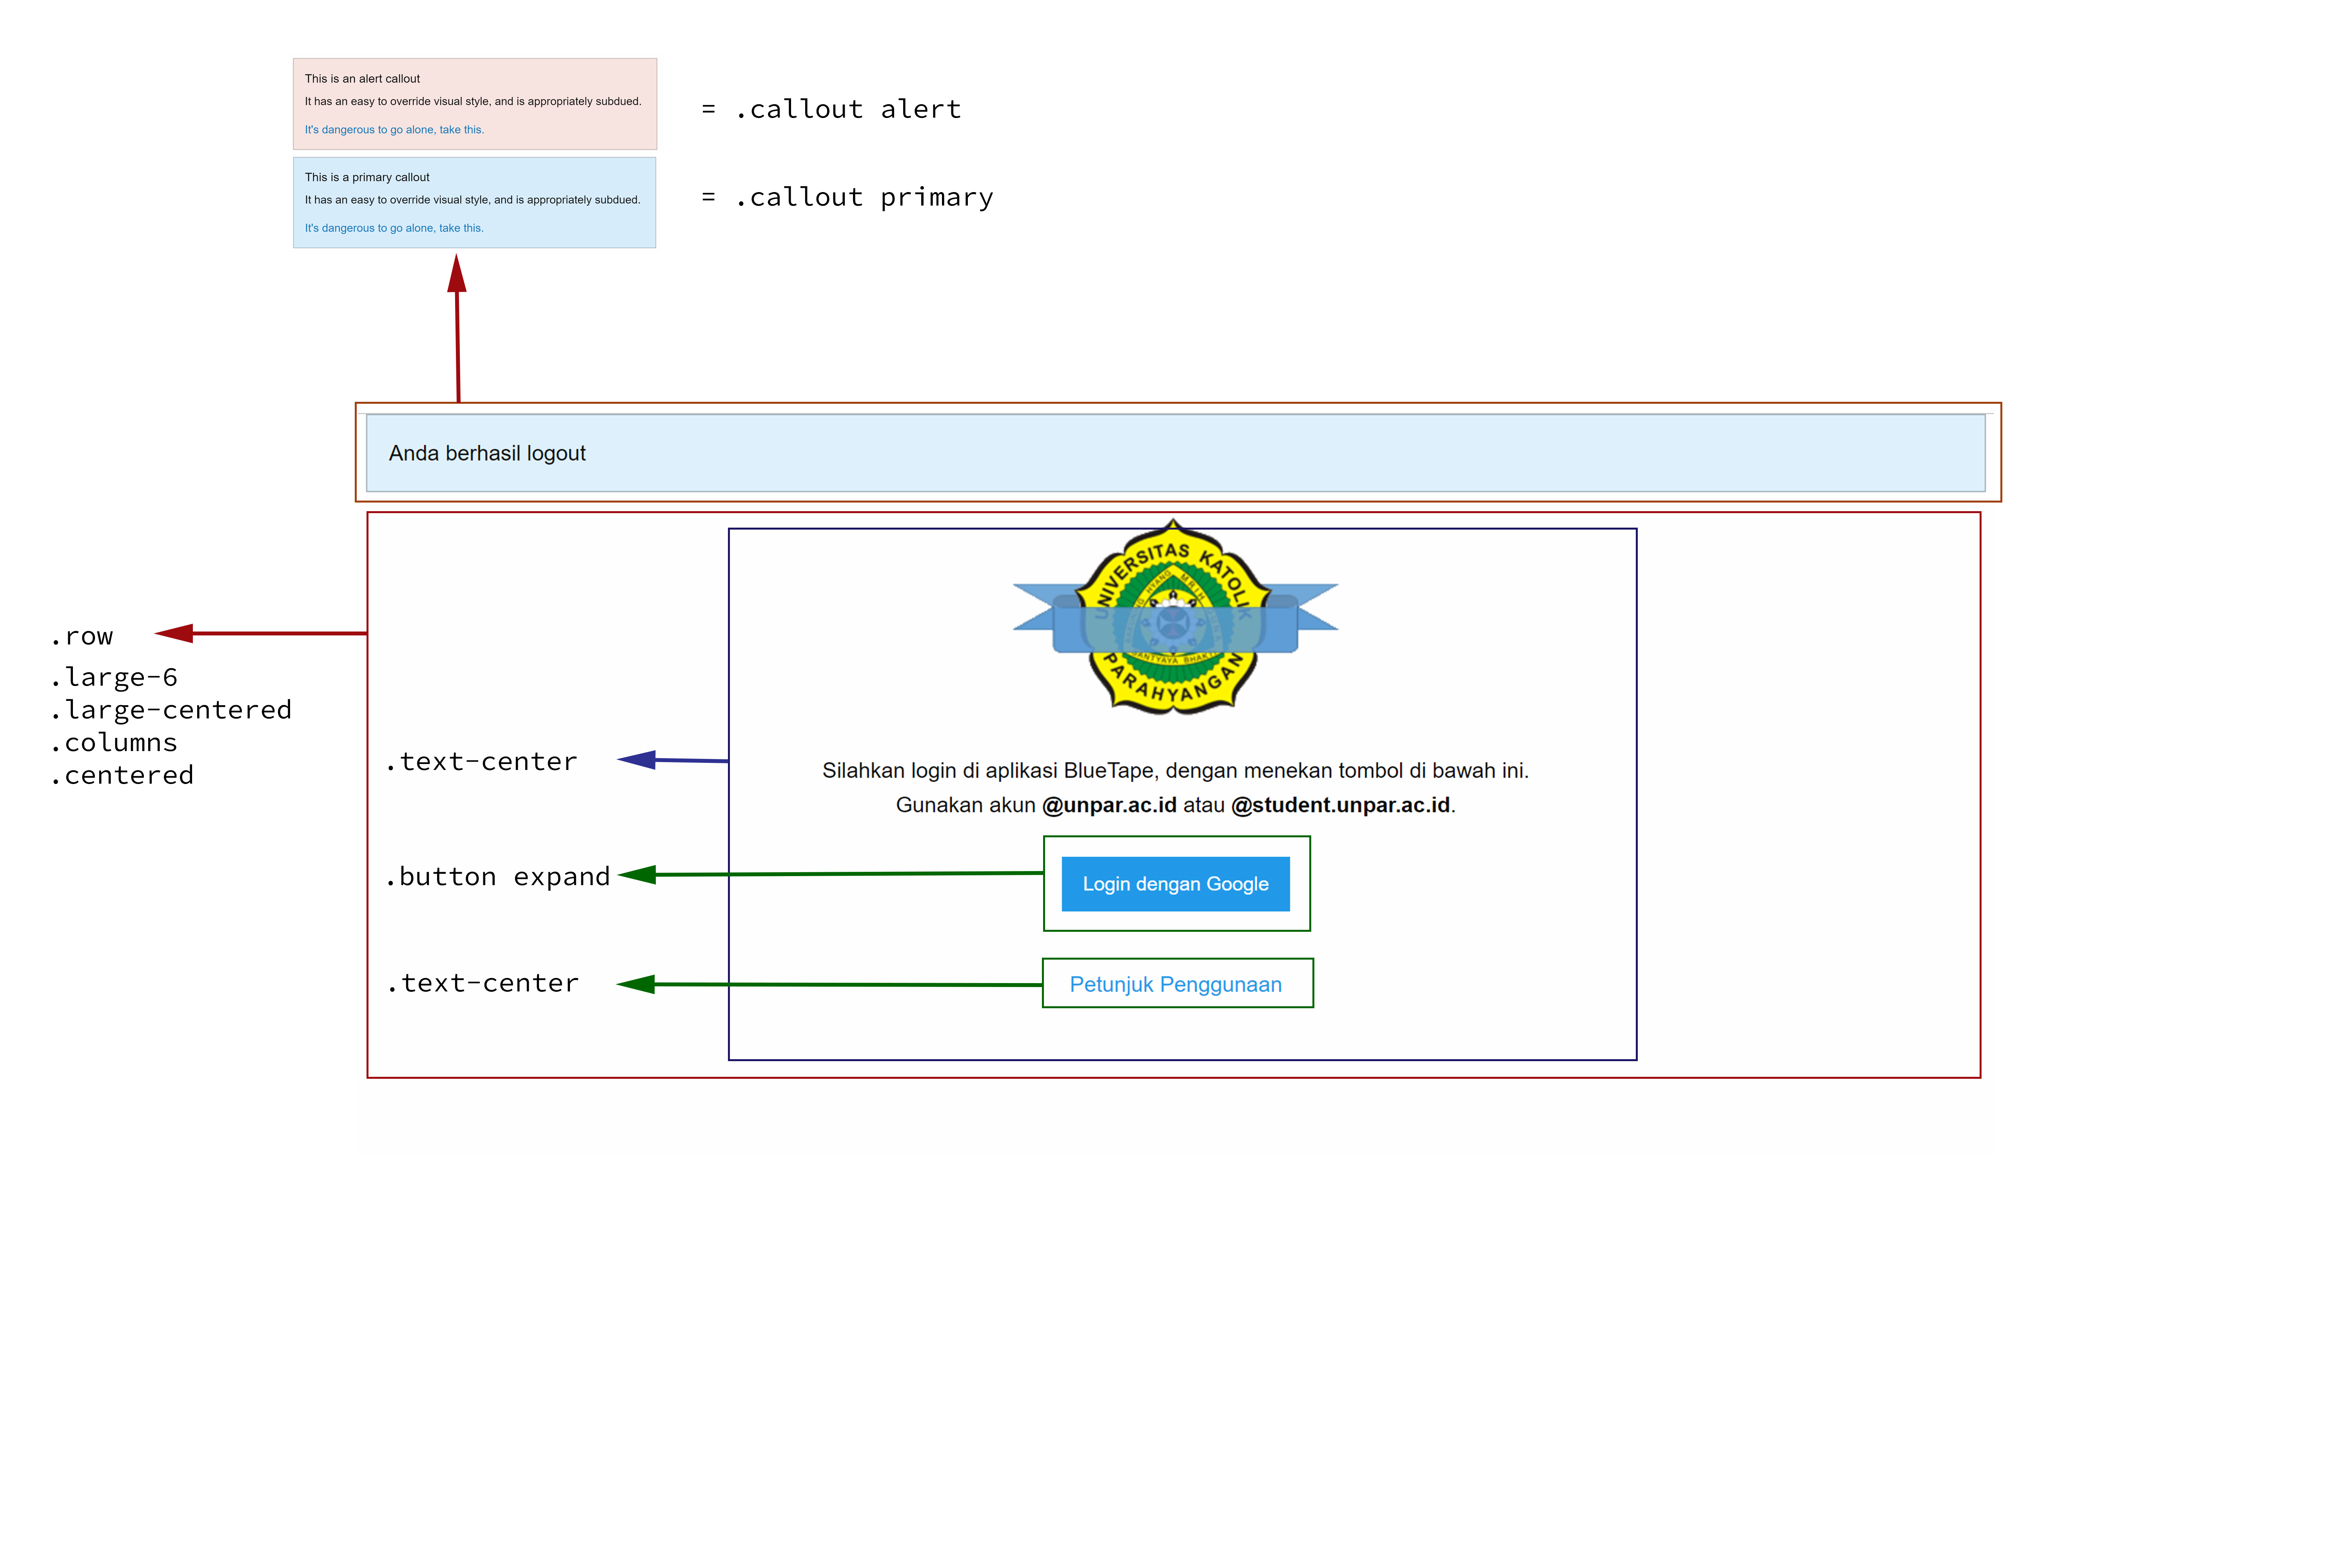 This is an alert callout
It has an easy to override visual style, and is appropriately subdued.
It's dangerous to go alone, take this.
= .callout alert
This is a primary callout
It has an easy to override visual style, and is appropriately subdued.
It's dangerous to go alone, take this.
= .callout primary
Anda berhasil logout
UNIVERSITAS KATOLIK
PARAHYANGAN
.row
.large-6
.large-centered
.columns
.centered
.text-center
Silahkan login di aplikasi BlueTape, dengan menekan tombol di bawah ini.
Gunakan akun @unpar.ac.id atau @student.unpar.ac.id.
.button expand
Login dengan Google
.text-center
Petunjuk Penggunaan